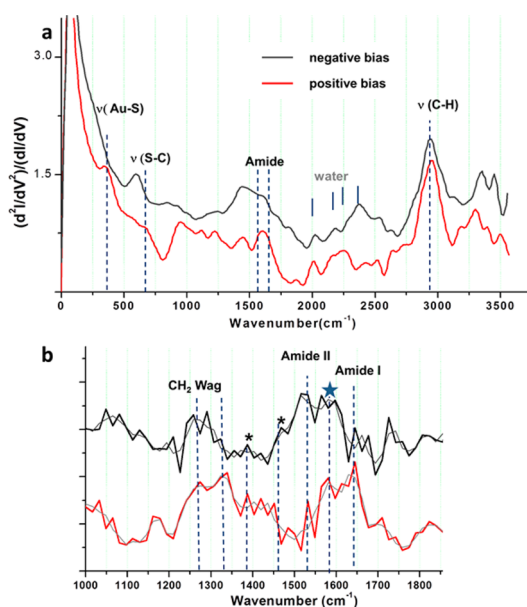 a
negative bias
positive bias
3.0
1.5
ν( Au-S)
ν (S-C)
Amide
water
ν (C-H)
(d²I/dV²)/(dI/dV)
0 500 1000 1500 2000 2500 3000 3500
Wavenumber(cm⁻¹)
b
Amide II
Amide I
CH₂ Wag
* *
1000 1100 1200 1300 1400 1500 1600 1700 1800
Wavenumber (cm⁻¹)